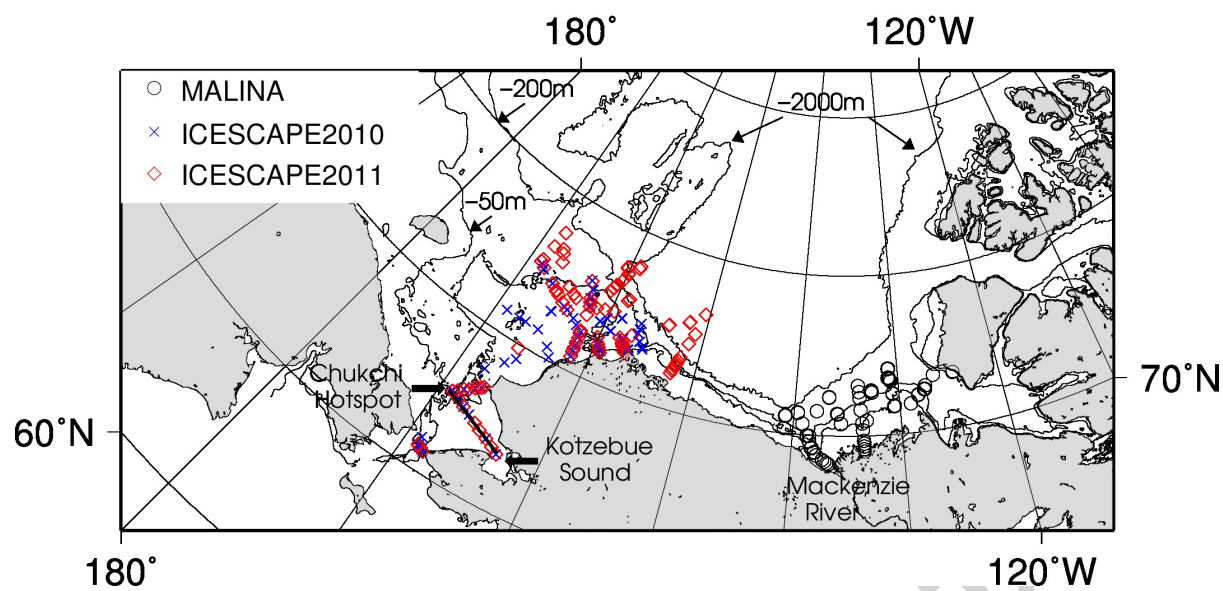 180˚
120˚W
MALINA
ICESCAPE2010
ICESCAPE2011
−200m
−2000m
−50m
Chukchi
Hotspot
70˚N
60˚N
Kotzebue
Sound
Mackenzie
River
180˚
120˚W